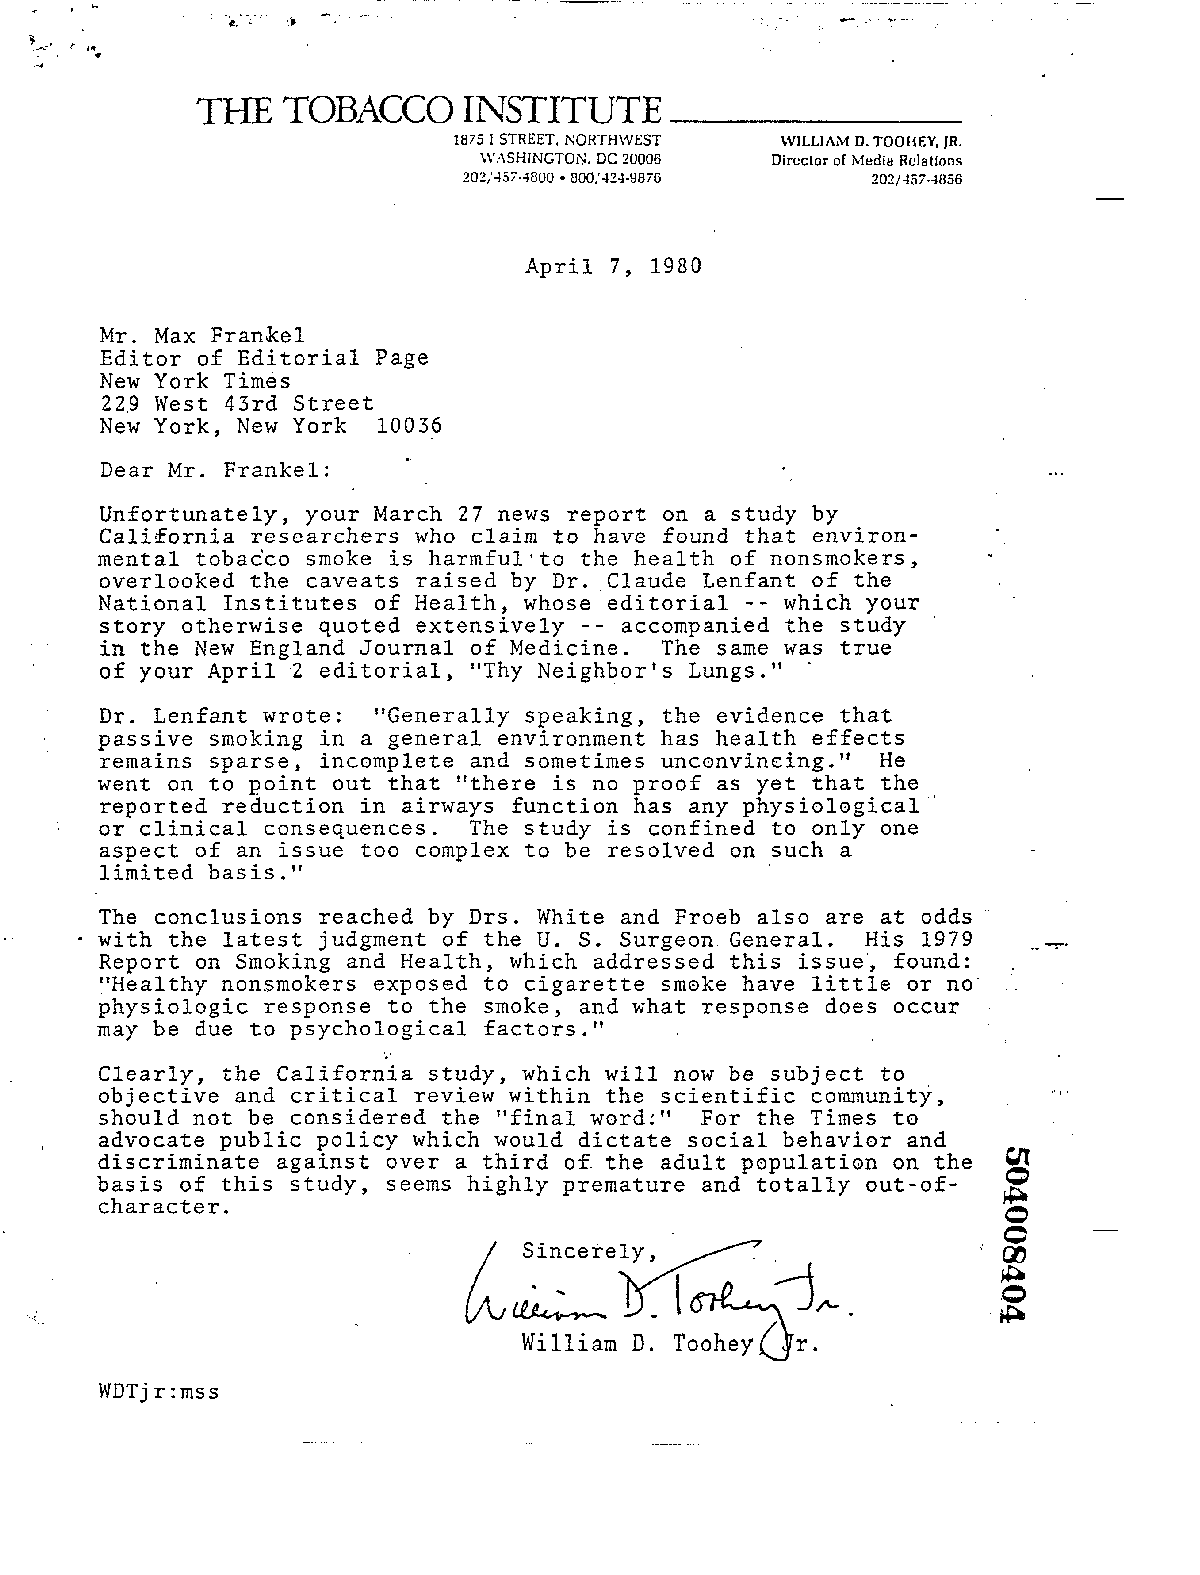 THE TOBACCO INSTITUTE
1875 I STREET, NORTHWEST
WASHINGTON, DC 20006
202/457-4800 • 800/424-9876
WILLIAM D. TOOHEY, JR.
Director of Media Relations
202/457-4856
April 7, 1980
Mr. Max Frankel
Editor of Editorial Page
New York Times
229 West 43rd Street
New York, New York 10036
Dear Mr. Frankel:
Unfortunately, your March 27 news report on a study by
California researchers who claim to have found that environ-
mental tobacco smoke is harmful to the health of nonsmokers,
overlooked the caveats raised by Dr. Claude Lenfant of the
National Institutes of Health, whose editorial -- which your
story otherwise quoted extensively -- accompanied the study
in the New England Journal of Medicine. The same was true
of your April 2 editorial, "Thy Neighbor's Lungs."
Dr. Lenfant wrote: "Generally speaking, the evidence that
passive smoking in a general environment has health effects
remains sparse, incomplete and sometimes unconvincing." He
went on to point out that "there is no proof as yet that the
reported reduction in airways function has any physiological
or clinical consequences. The study is confined to only one
aspect of an issue too complex to be resolved on such a
limited basis."
The conclusions reached by Drs. White and Froeb also are at odds
with the latest judgment of the U. S. Surgeon General. His 1979
Report on Smoking and Health, which addressed this issue, found:
"Healthy nonsmokers exposed to cigarette smoke have little or no
physiologic response to the smoke, and what response does occur
may be due to psychological factors."
Clearly, the California study, which will now be subject to
objective and critical review within the scientific community,
should not be considered the "final word:" For the Times to
advocate public policy which would dictate social behavior and
discriminate against over a third of the adult population on the
basis of this study, seems highly premature and totally out-of-
character.
Sincerely,
William D. Toohey Jr.
William D. Toohey Jr.
WDTjr:mss
504008404